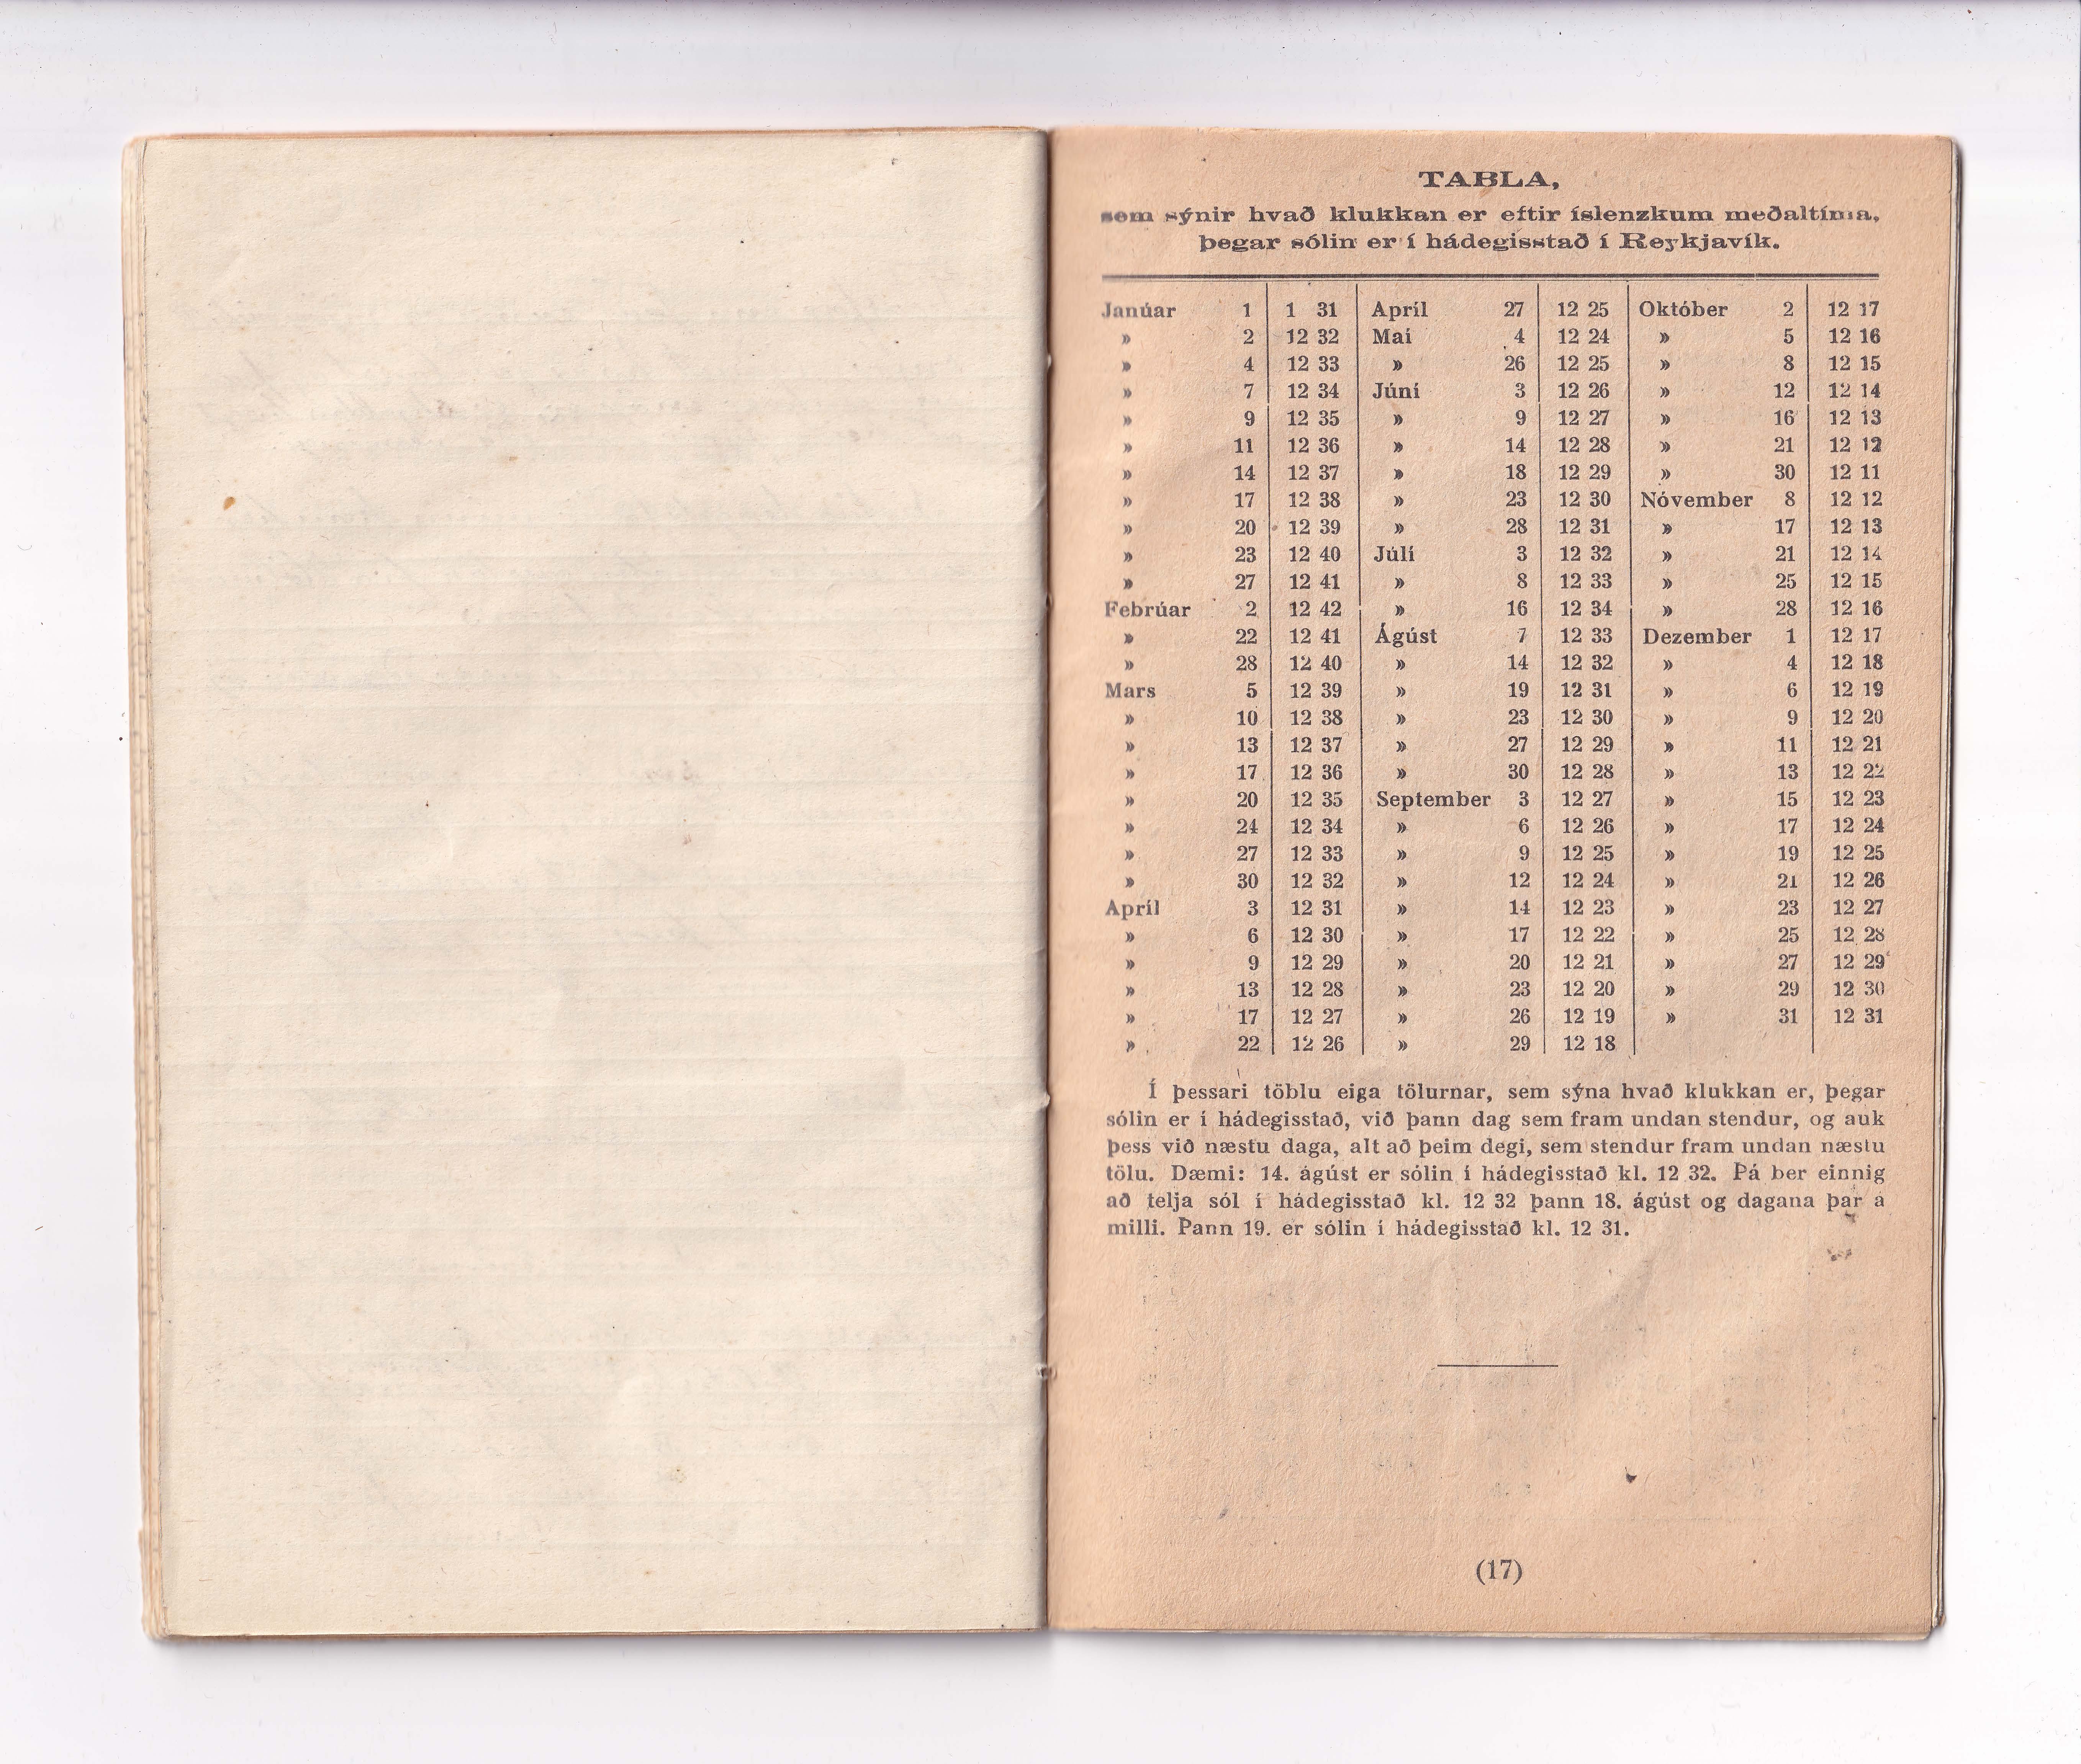 TABLA,
sem sýnir hvað klukkan er eftir íslenzkum meðaltíma,
þegar sólin er í hádegisstað í Reykjavík.
Janúar 1 1 31 Apríl 27 12 25 Október 2 12 17
» 2 12 32 Maí 4 12 24 » 5 12 16
» 4 12 33 » 26 12 25 » 8 12 15
» 7 12 34 Júní 3 12 26 » 12 12 14
» 9 12 35 » 9 12 27 » 16 12 13
» 11 12 36 » 14 12 28 » 21 12 12
» 14 12 37 » 18 12 29 » 30 12 11
» 17 12 38 » 23 12 30 Nóvember 8 12 12
» 20 12 39 » 28 12 31 » 17 12 13
» 23 12 40 Júlí 3 12 32 » 21 12 14
» 27 12 41 » 8 12 33 » 25 12 15
Febrúar 2 12 42 » 16 12 34 » 28 12 16
» 22 12 41 Ágúst 7 12 33 Dezember 1 12 17
» 28 12 40 » 14 12 32 » 4 12 18
Mars 5 12 39 » 19 12 31 » 6 12 19
» 10 12 38 » 23 12 30 » 9 12 20
» 13 12 37 » 27 12 29 » 11 12 21
» 17 12 36 » 30 12 28 » 13 12 22
» 20 12 35 September 3 12 27 » 15 12 23
» 24 12 34 » 6 12 26 » 17 12 24
» 27 12 33 » 9 12 25 » 19 12 25
» 30 12 32 » 12 12 24 » 21 12 26
Apríl 3 12 31 » 14 12 23 » 23 12 27
» 6 12 30 » 17 12 22 » 25 12 28
» 9 12 29 » 20 12 21 » 27 12 29
» 13 12 28 » 23 12 20 » 29 12 30
» 17 12 27 » 26 12 19 » 31 12 31
» 22 12 26 » 29 12 18
Í þessari töblu eiga tölurnar, sem sýna hvað klukkan er, þegar
sólin er í hádegisstað, við þann dag sem fram undan stendur, og auk
þess við næstu daga, alt að þeim degi, sem stendur fram undan næstu
tölu. Dæmi: 14. ágúst er sólin í hádegisstað kl. 12 32. Þá ber einnig
að telja sól í hádegisstað kl. 12 32 þann 18. ágúst og dagana þar á
milli. Þann 19. er sólin í hádegisstað kl. 12 31.
(17)